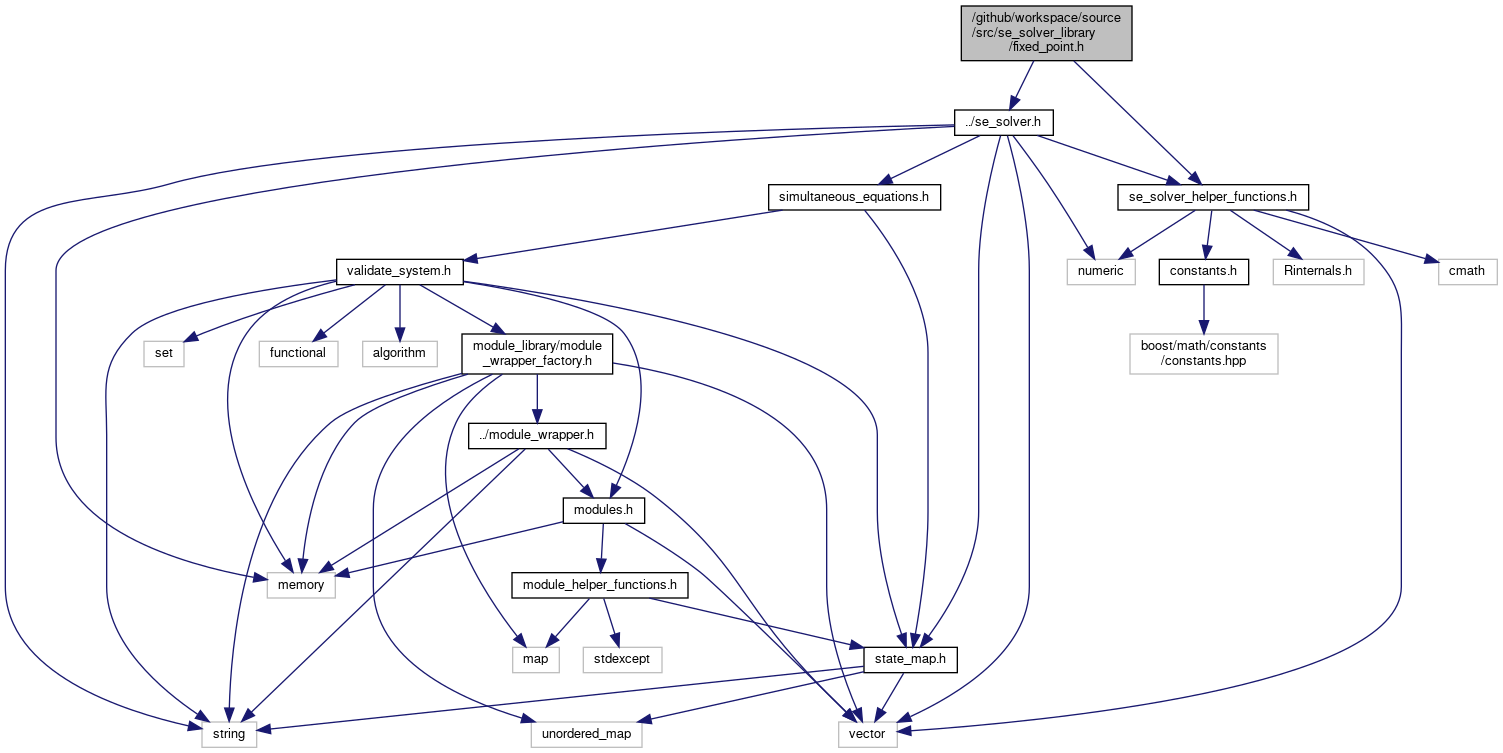 /github/workspace/source
/src/se_solver_library
/fixed_point.h
../se_solver.h
simultaneous_equations.h
se_solver_helper_functions.h
validate_system.h
numeric
constants.h
Rinternals.h
cmath
set
functional
algorithm
module_library/module
_wrapper_factory.h
boost/math/constants
/constants.hpp
../module_wrapper.h
modules.h
memory
module_helper_functions.h
map
stdexcept
state_map.h
string
unordered_map
vector